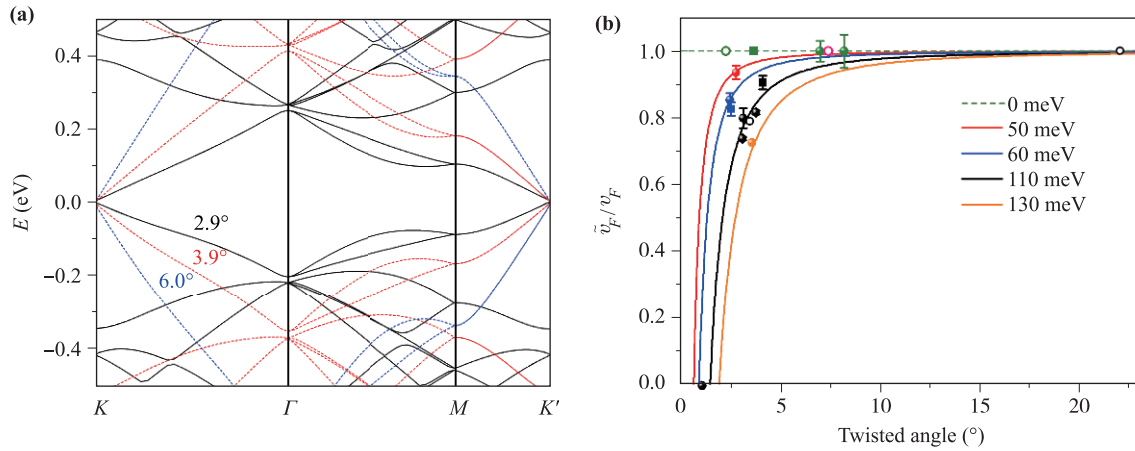 (a)
0.4
0.2
0.0
−0.2
−0.4
E (eV)
2.9°
3.9°
6.0°
K
Γ
M
K′
(b)
1.0
0.8
0.6
0.4
0.2
0.0
ṽ_F/v_F
0 meV
50 meV
60 meV
110 meV
130 meV
0
5
10
15
20
Twisted angle (°)